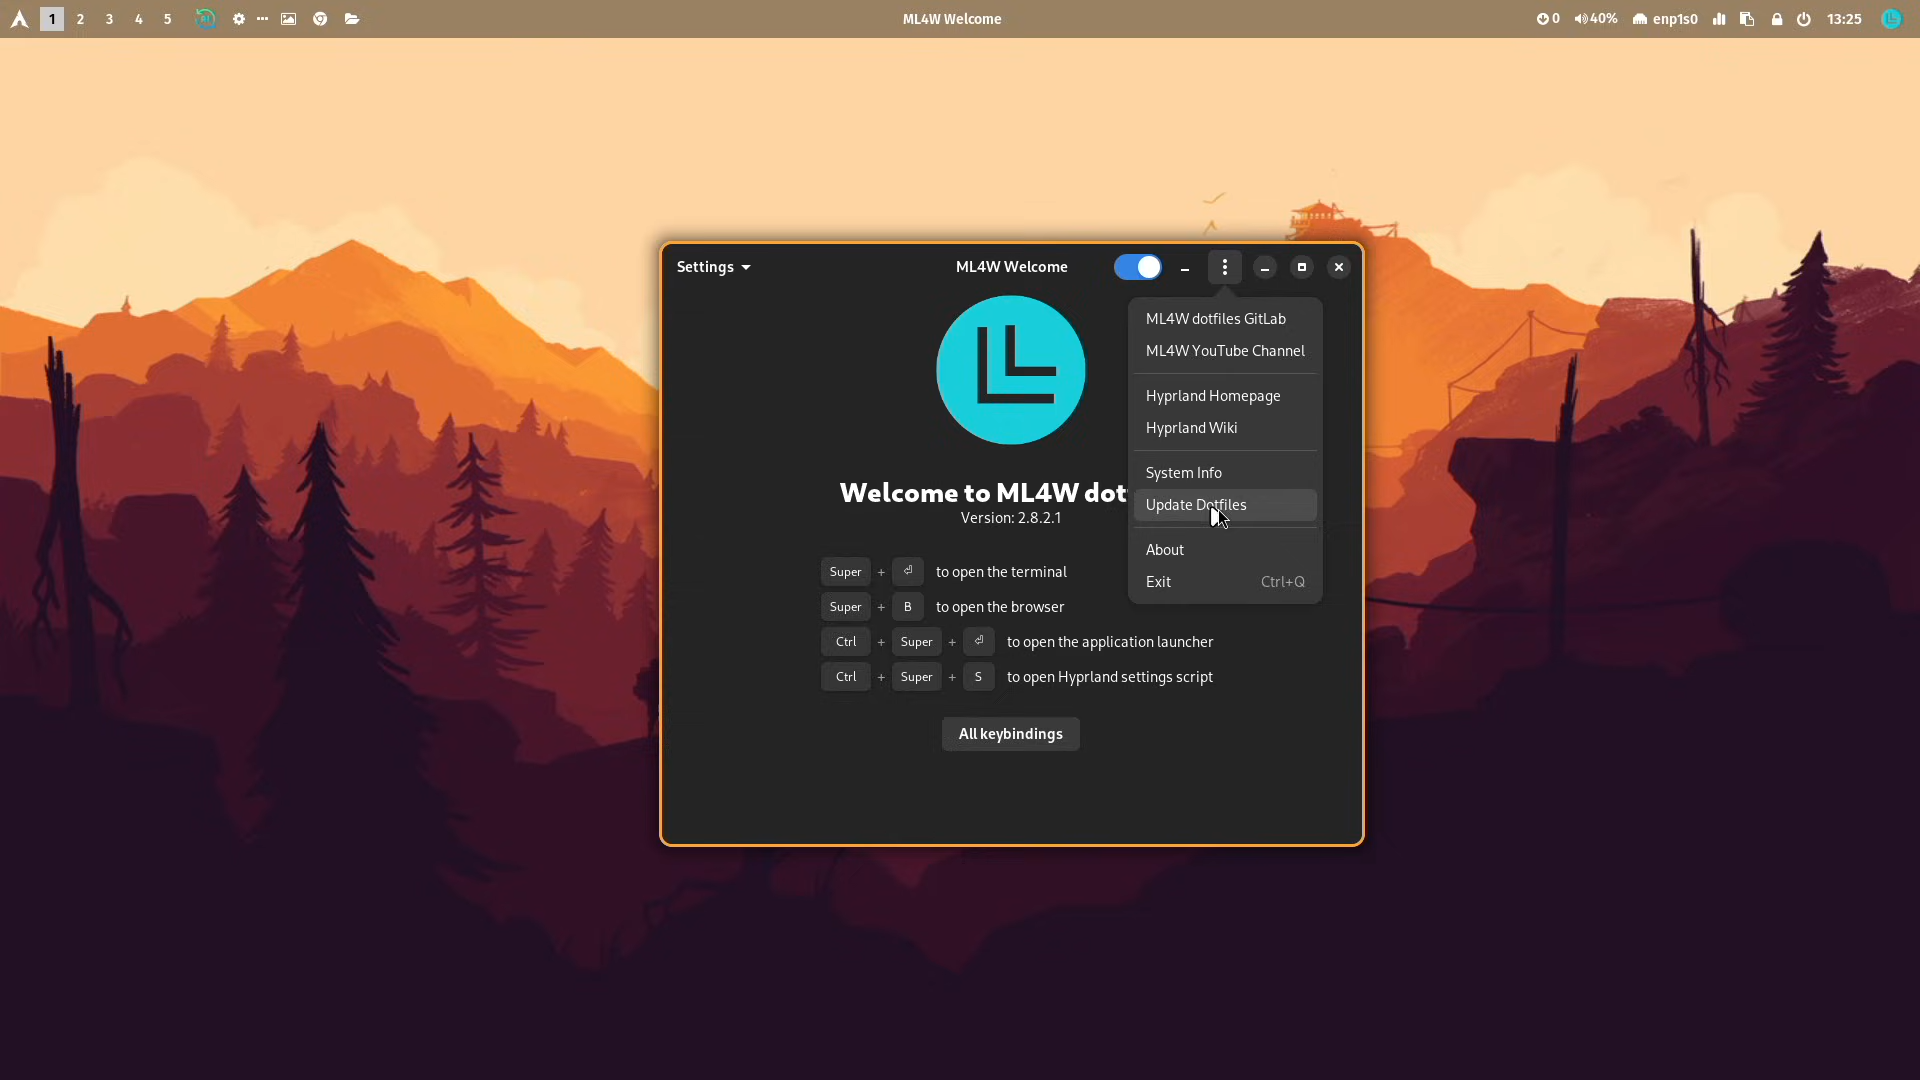 1 2 3 4 5 ML4W Welcome 0 40% enp1s0 13:25
Settings ML4W Welcome
ML4W dotfiles GitLab
ML4W YouTube Channel
Hyprland Homepage
Hyprland Wiki
System Info
Update Dotfiles
About
Exit Ctrl+Q
Welcome to ML4W dot
Version: 2.8.2.1
Super + ⏎ to open the terminal
Super + B to open the browser
Ctrl + Super + ⏎ to open the application launcher
Ctrl + Super + S to open Hyprland settings script
All keybindings